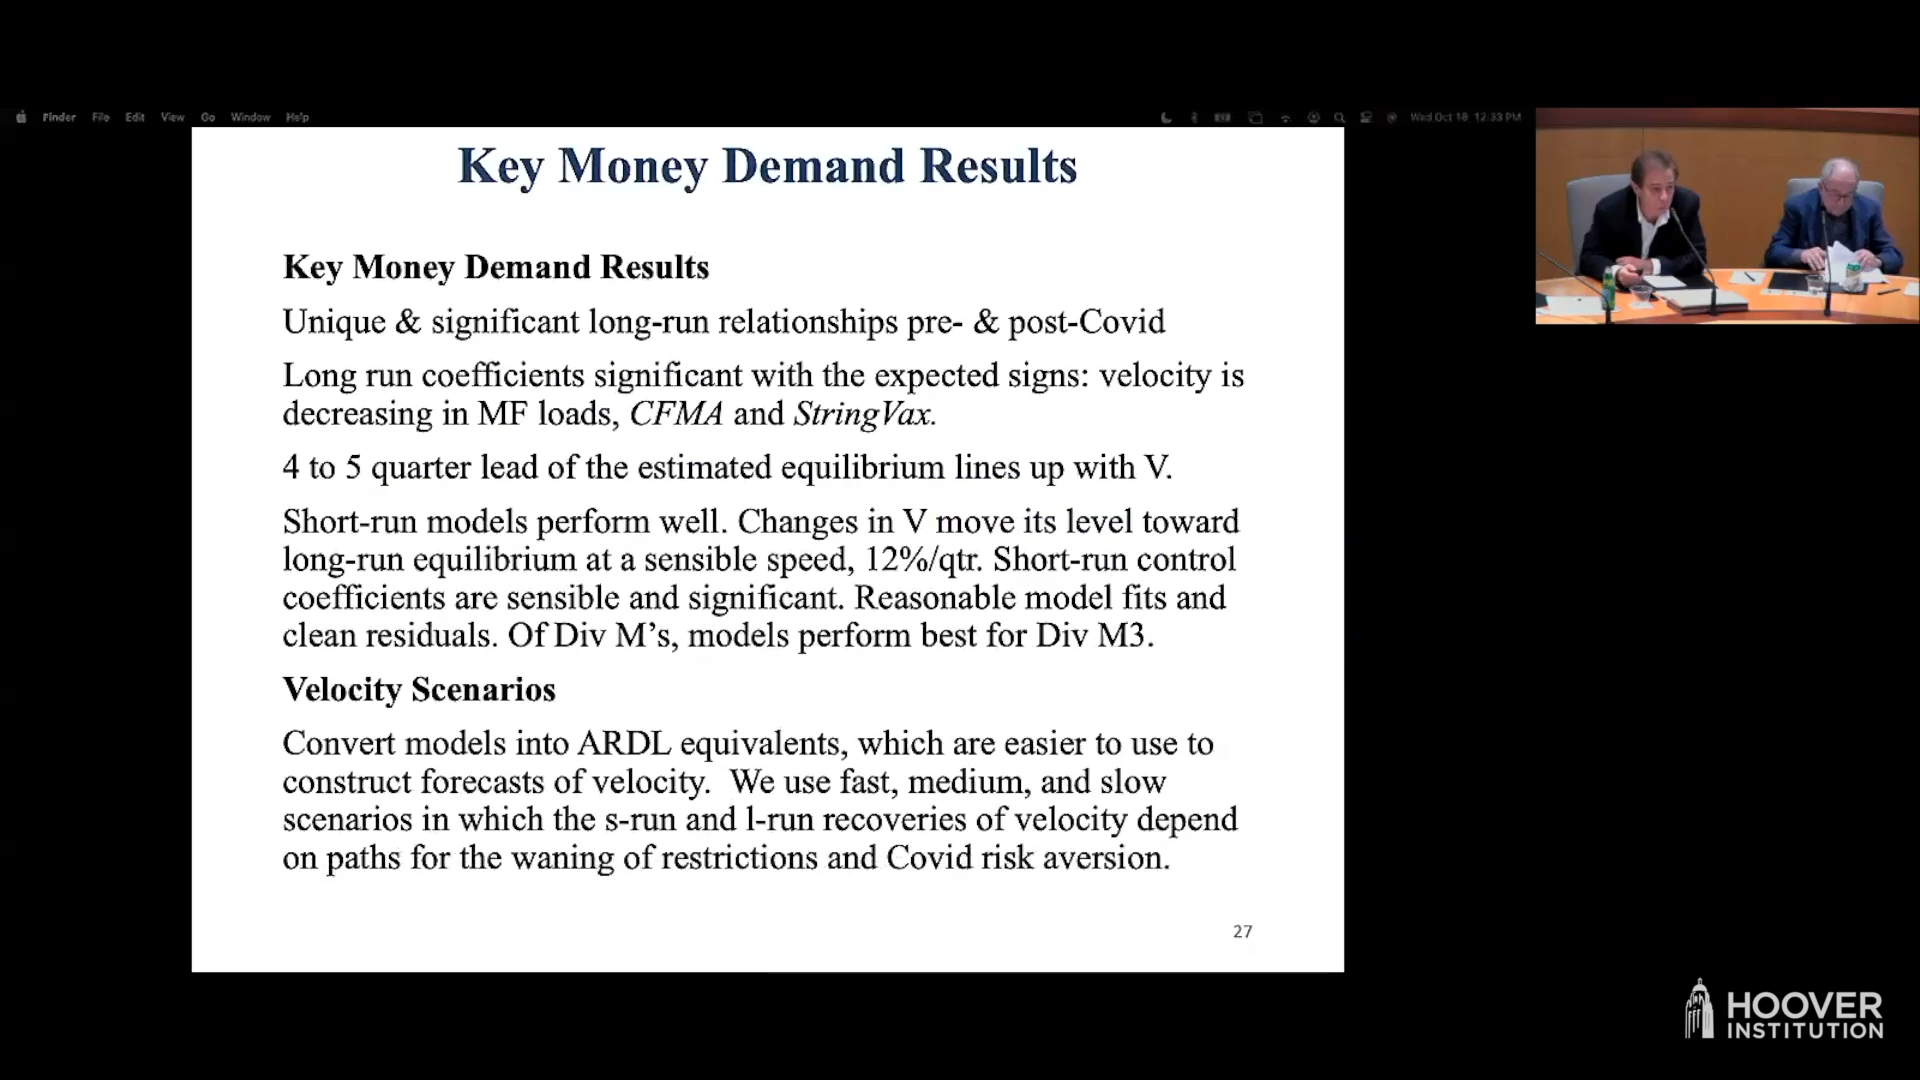 Finder File Edit View Go Window Help
Wed Oct 18 12:33 PM
Key Money Demand Results
Key Money Demand Results
Unique & significant long-run relationships pre- & post-Covid
Long run coefficients significant with the expected signs: velocity is
decreasing in MF loads, CFMA and StringVax.
4 to 5 quarter lead of the estimated equilibrium lines up with V.
Short-run models perform well. Changes in V move its level toward
long-run equilibrium at a sensible speed, 12%/qtr. Short-run control
coefficients are sensible and significant. Reasonable model fits and
clean residuals. Of Div M’s, models perform best for Div M3.
Velocity Scenarios
Convert models into ARDL equivalents, which are easier to use to
construct forecasts of velocity. We use fast, medium, and slow
scenarios in which the s-run and l-run recoveries of velocity depend
on paths for the waning of restrictions and Covid risk aversion.
27
HOOVER
INSTITUTION